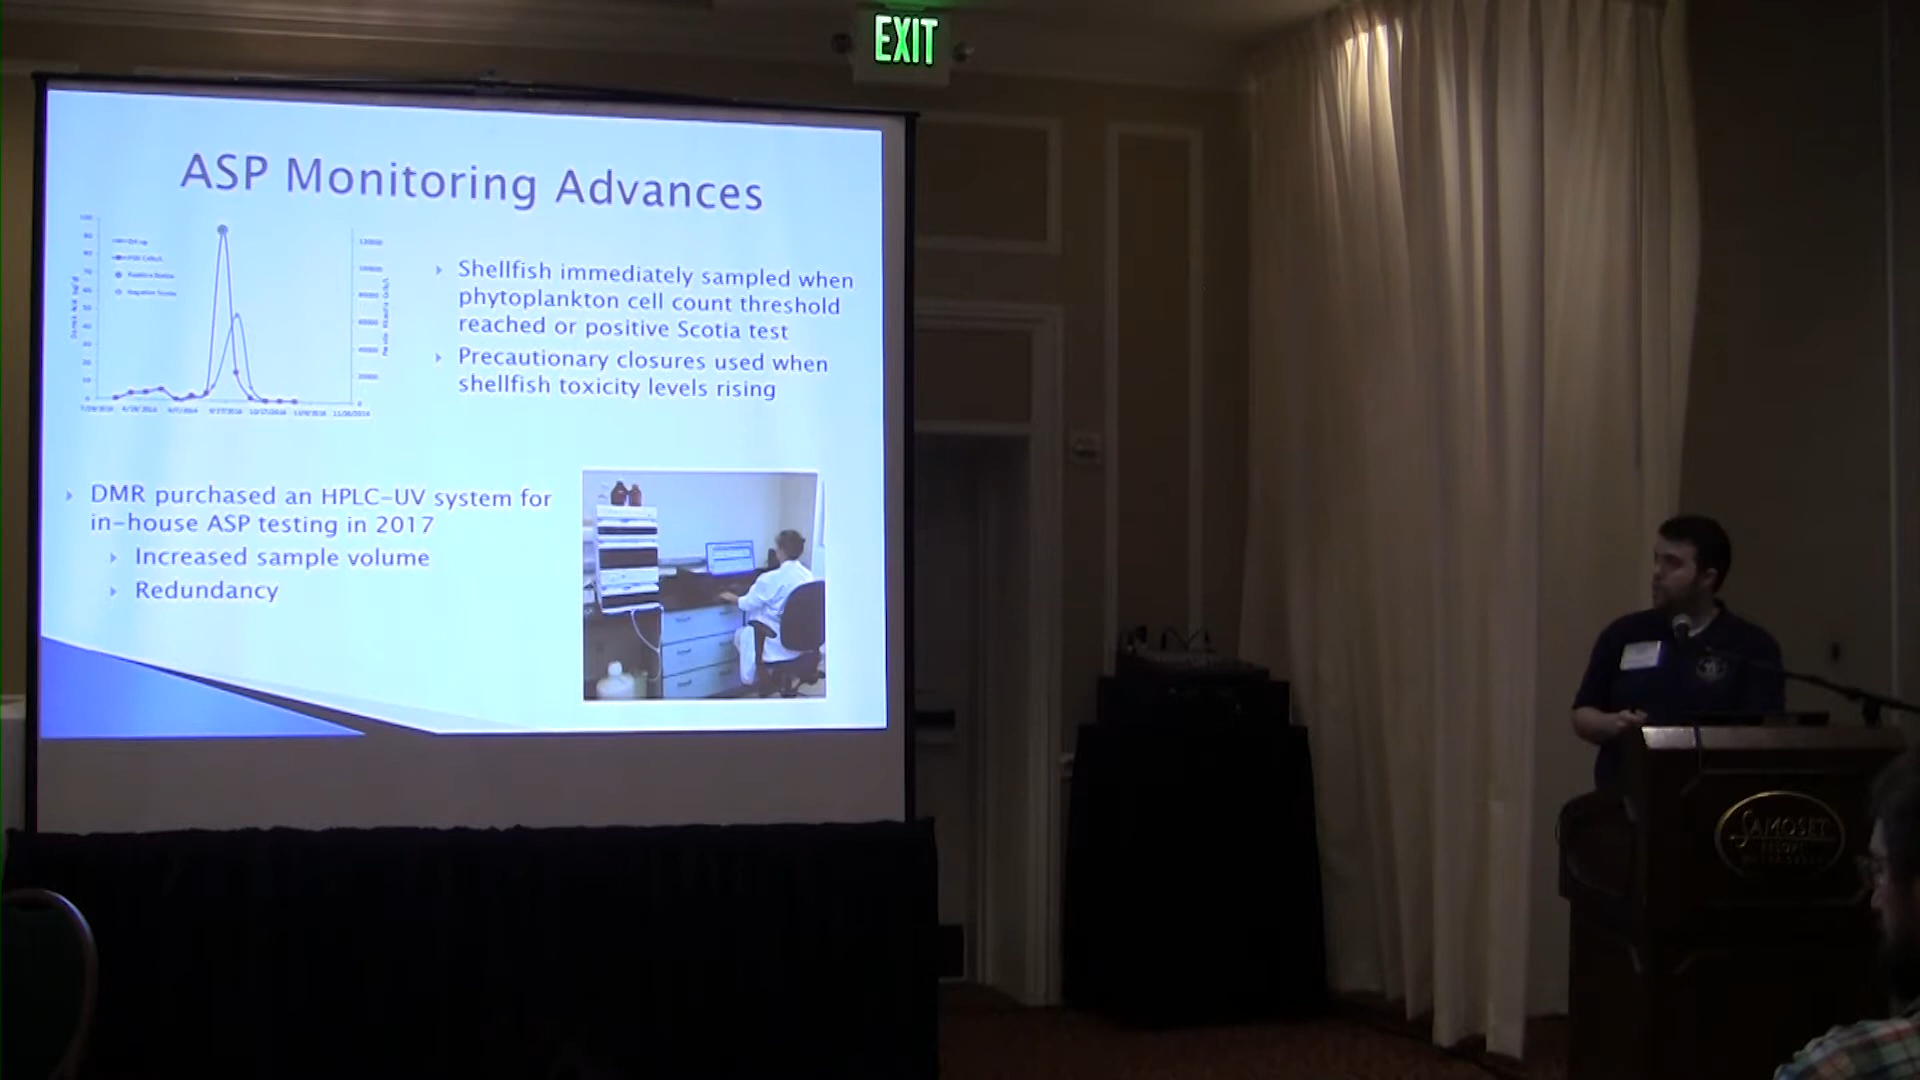 EXIT
ASP Monitoring Advances
Shellfish immediately sampled when
phytoplankton cell count threshold
reached or positive Scotia test
Precautionary closures used when
shellfish toxicity levels rising
DMR purchased an HPLC-UV system for
in-house ASP testing in 2017
Increased sample volume
Redundancy
SAMOSET